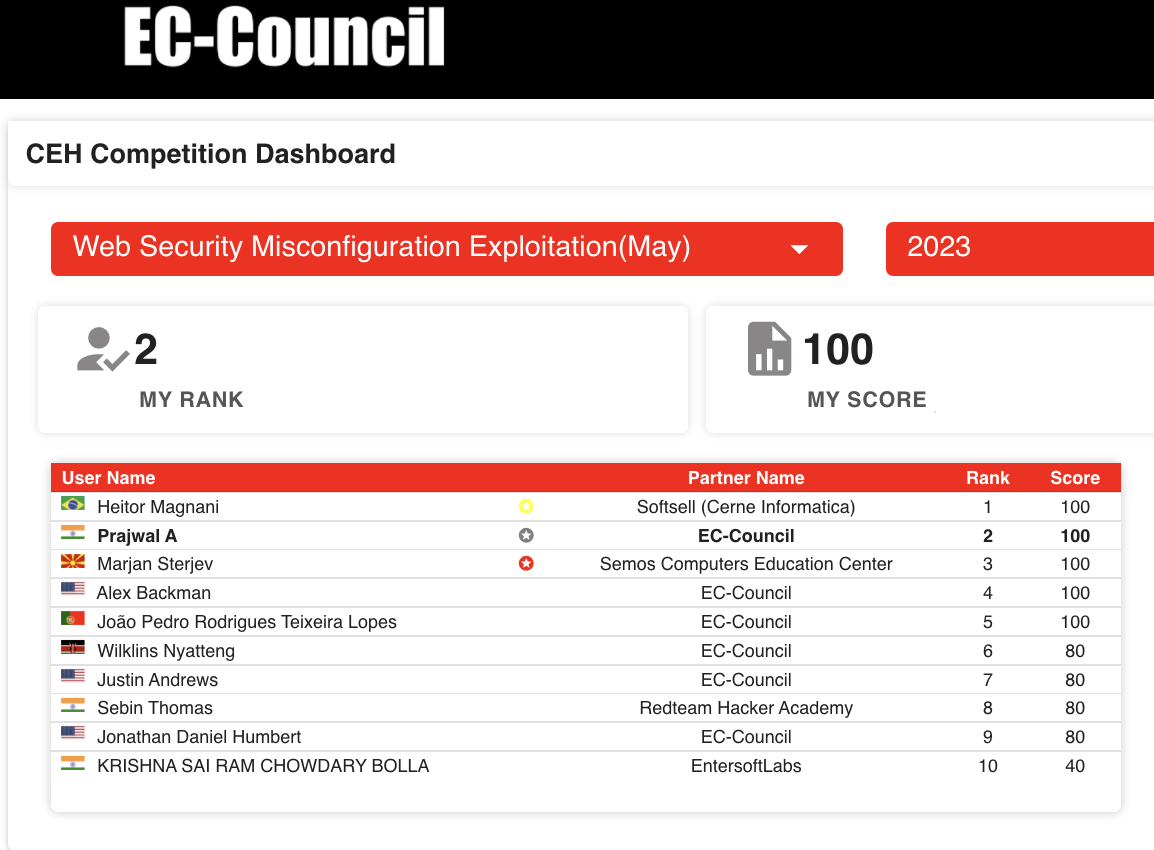 EC-Council
CEH Competition Dashboard
Web Security Misconfiguration Exploitation(May)
2023
2
MY RANK
100
MY SCORE
User Name Partner Name Rank Score
Heitor Magnani Softsell (Cerne Informatica) 1 100
Prajwal A EC-Council 2 100
Marjan Sterjev Semos Computers Education Center 3 100
Alex Backman EC-Council 4 100
João Pedro Rodrigues Teixeira Lopes EC-Council 5 100
Wilklins Nyatteng EC-Council 6 80
Justin Andrews EC-Council 7 80
Sebin Thomas Redteam Hacker Academy 8 80
Jonathan Daniel Humbert EC-Council 9 80
KRISHNA SAI RAM CHOWDARY BOLLA EntersoftLabs 10 40